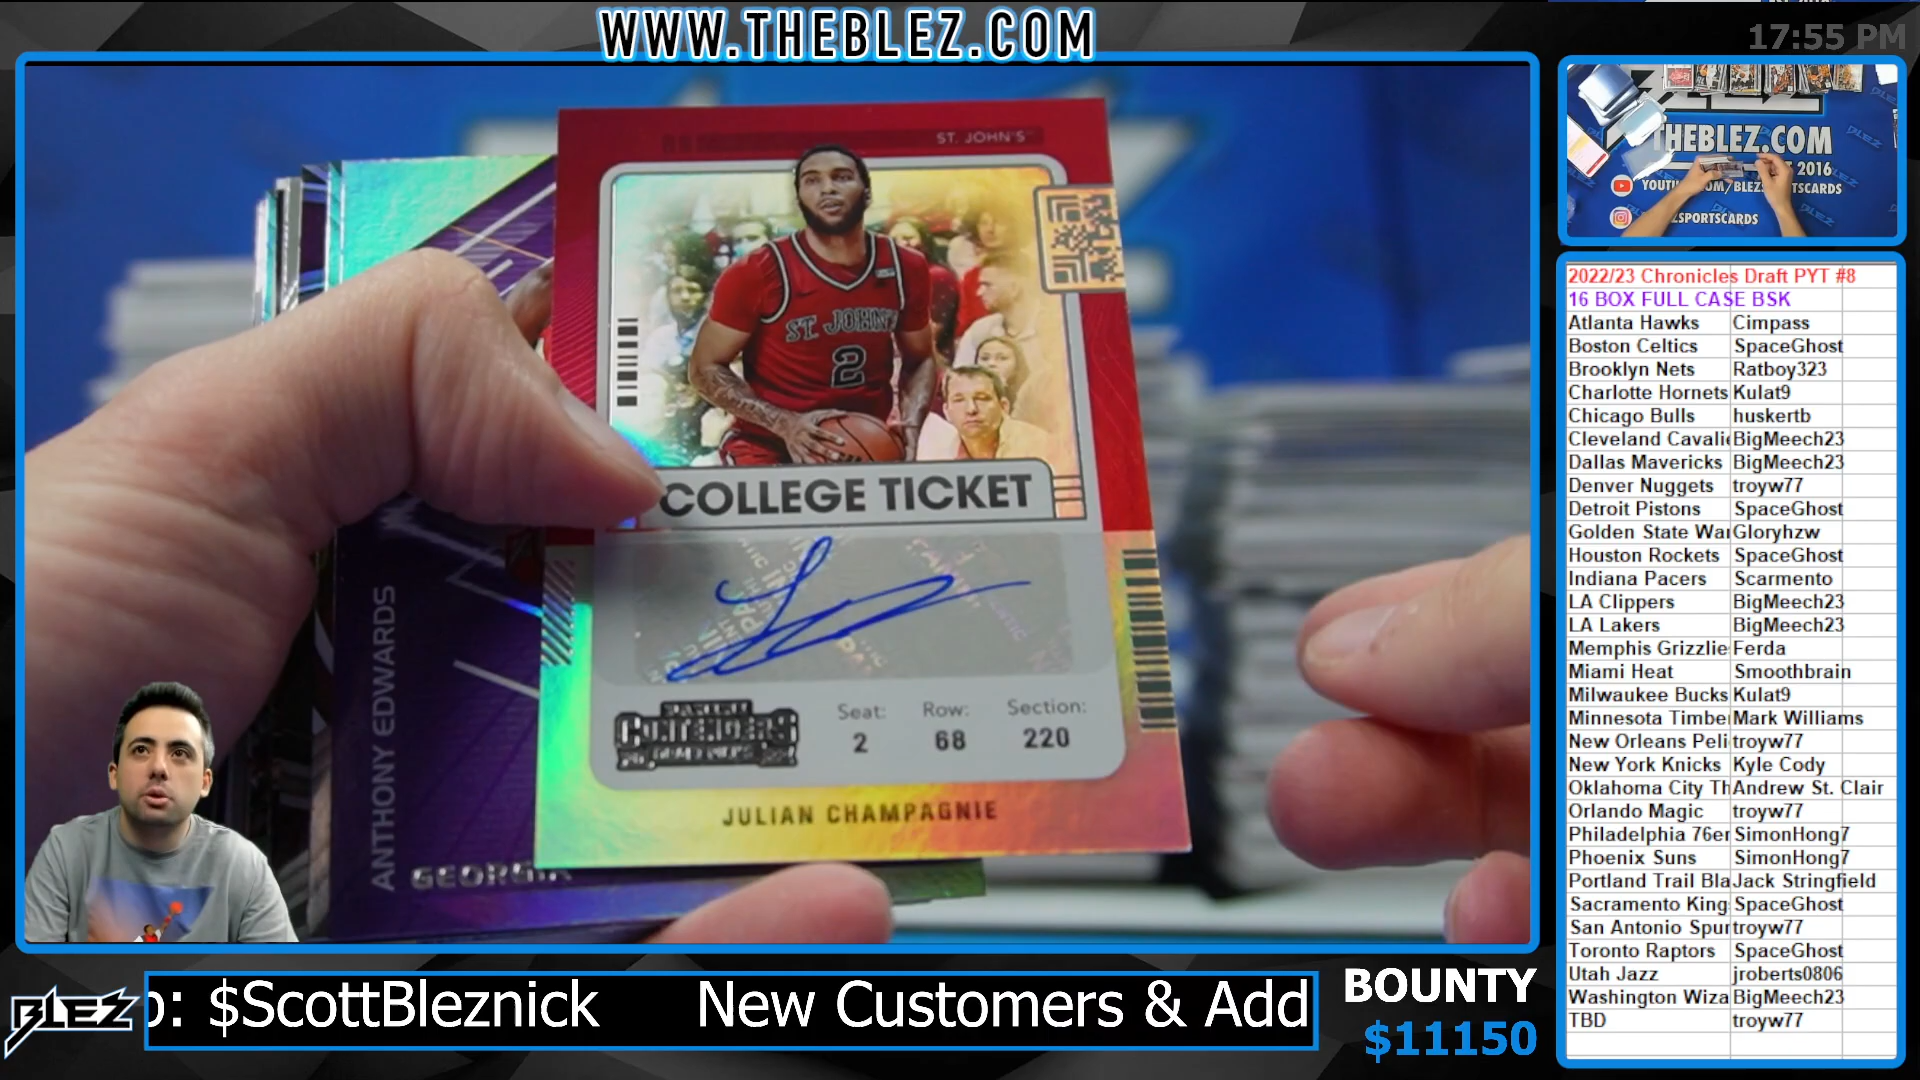 WWW.THEBLEZ.COM
17:55 PM
ST. JOHN'S
ST. JOHN'S
2
COLLEGE TICKET
PANINI
CONTENDERS
DRAFT PICKS
Seat: Row: Section:
2 68 220
JULIAN CHAMPAGNIE
ANTHONY EDWARDS
GEORGIA
THEBLEZ.COM
2016
2022/23 Chronicles Draft PYT #8
16 BOX FULL CASE BSK
Atlanta Hawks Cimpass
Boston Celtics SpaceGhost
Brooklyn Nets Ratboy323
Charlotte Hornets Kulat9
Chicago Bulls huskertb
Cleveland Cavalie BigMeech23
Dallas Mavericks BigMeech23
Denver Nuggets troyw77
Detroit Pistons SpaceGhost
Golden State War Gloryhzw
Houston Rockets SpaceGhost
Indiana Pacers Scarmento
LA Clippers BigMeech23
LA Lakers BigMeech23
Memphis Grizzlie Ferda
Miami Heat Smoothbrain
Milwaukee Bucks Kulat9
Minnesota Timbe Mark Williams
New Orleans Peli troyw77
New York Knicks Kyle Cody
Oklahoma City Th Andrew St. Clair
Orlando Magic troyw77
Philadelphia 76er SimonHong7
Phoenix Suns SimonHong7
Portland Trail Bla Jack Stringfield
Sacramento King SpaceGhost
San Antonio Spur troyw77
Toronto Raptors SpaceGhost
Utah Jazz jroberts0806
Washington Wiza BigMeech23
TBD troyw77
BLEZ
p: $ScottBleznick New Customers & Add
BOUNTY
$11150